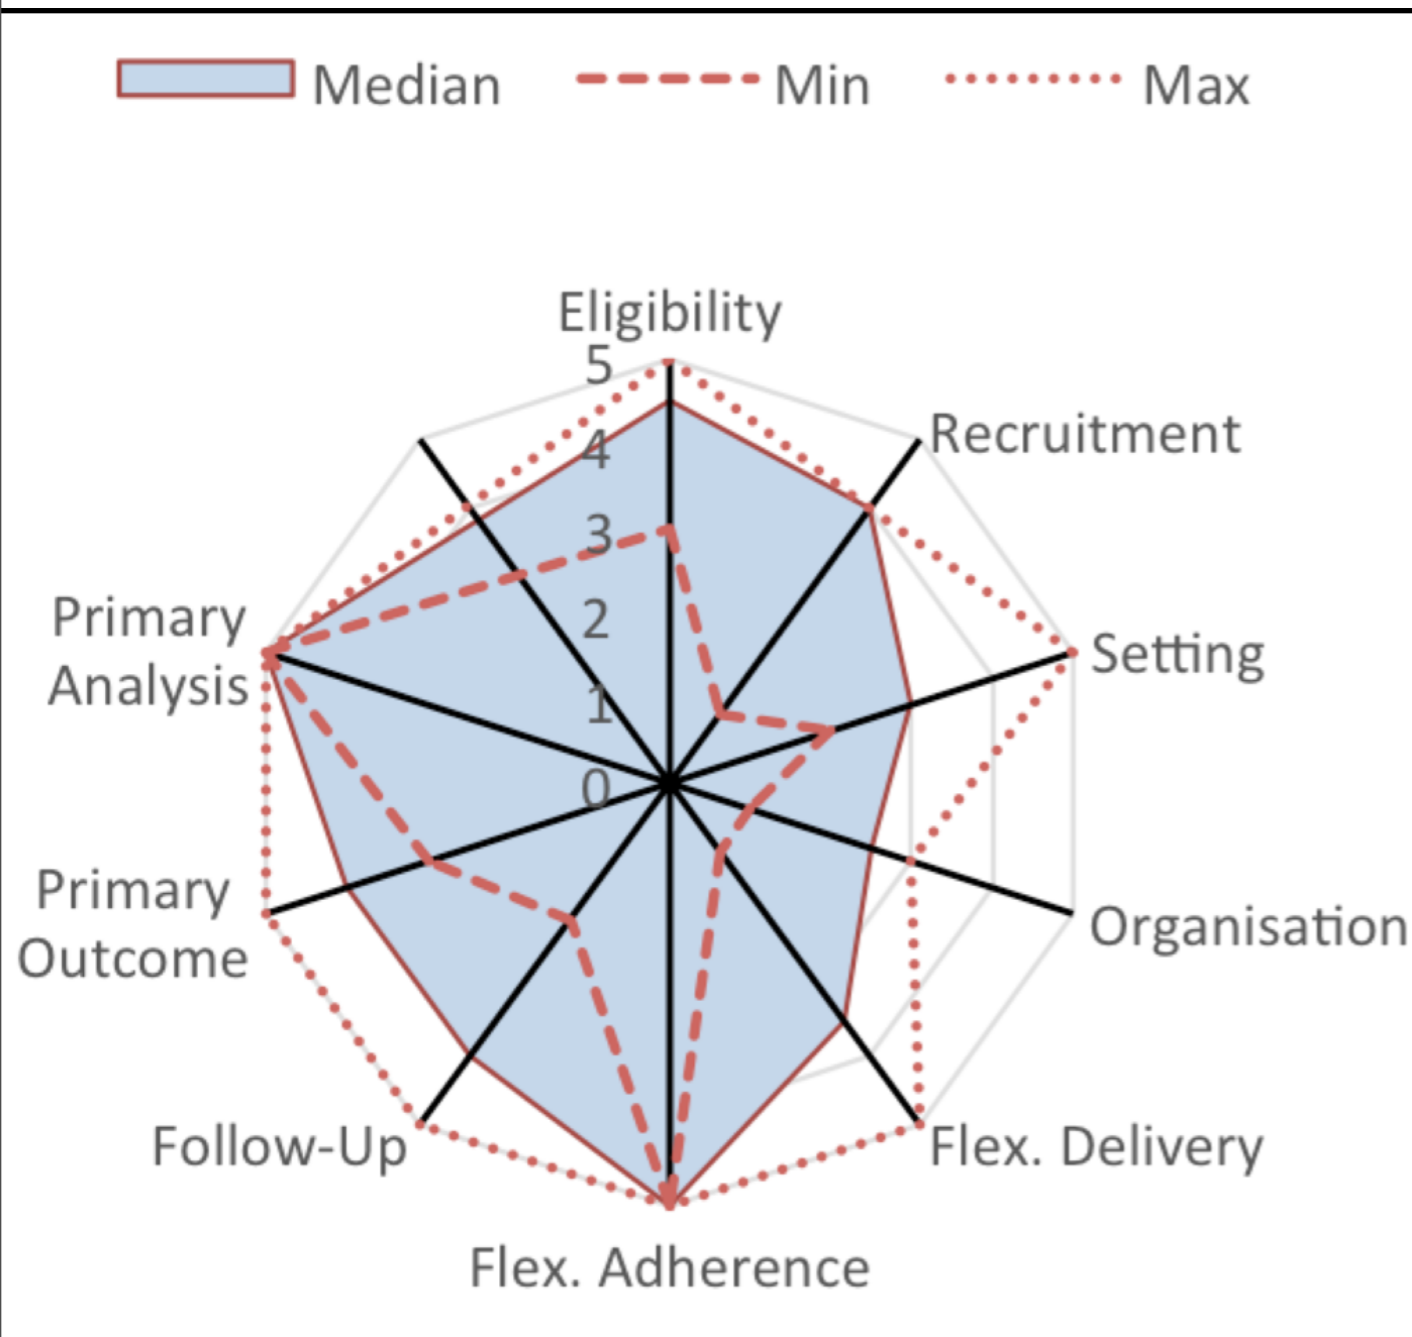 Median Min Max
Eligibility
5
4
3
2
1
0
Recruitment
Setting
Organisation
Flex. Delivery
Flex. Adherence
Follow-Up
Primary
Outcome
Primary
Analysis